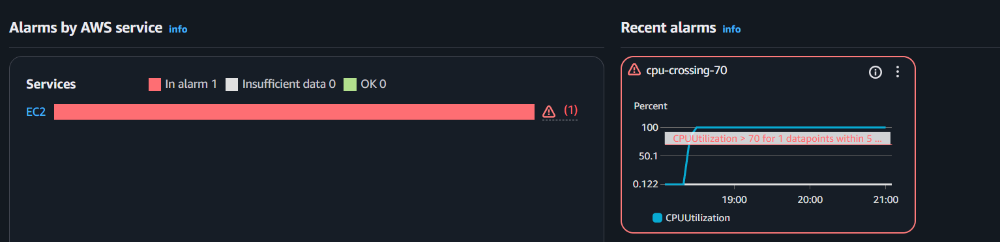 Alarms by AWS service info
Services
In alarm 1
Insufficient data 0
OK 0
EC2
(1)
Recent alarms info
cpu-crossing-70
Percent
100
CPUUtilization > 70 for 1 datapoints within 5 ...
50.1
0.122
19:00
20:00
21:00
CPUUtilization